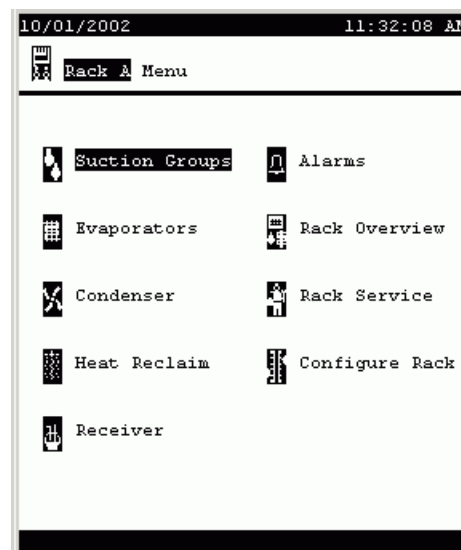 10/01/2002 11:32:08 AM
Rack A Menu
Suction Groups Alarms
Evaporators Rack Overview
Condenser Rack Service
Heat Reclaim Configure Rack
Receiver